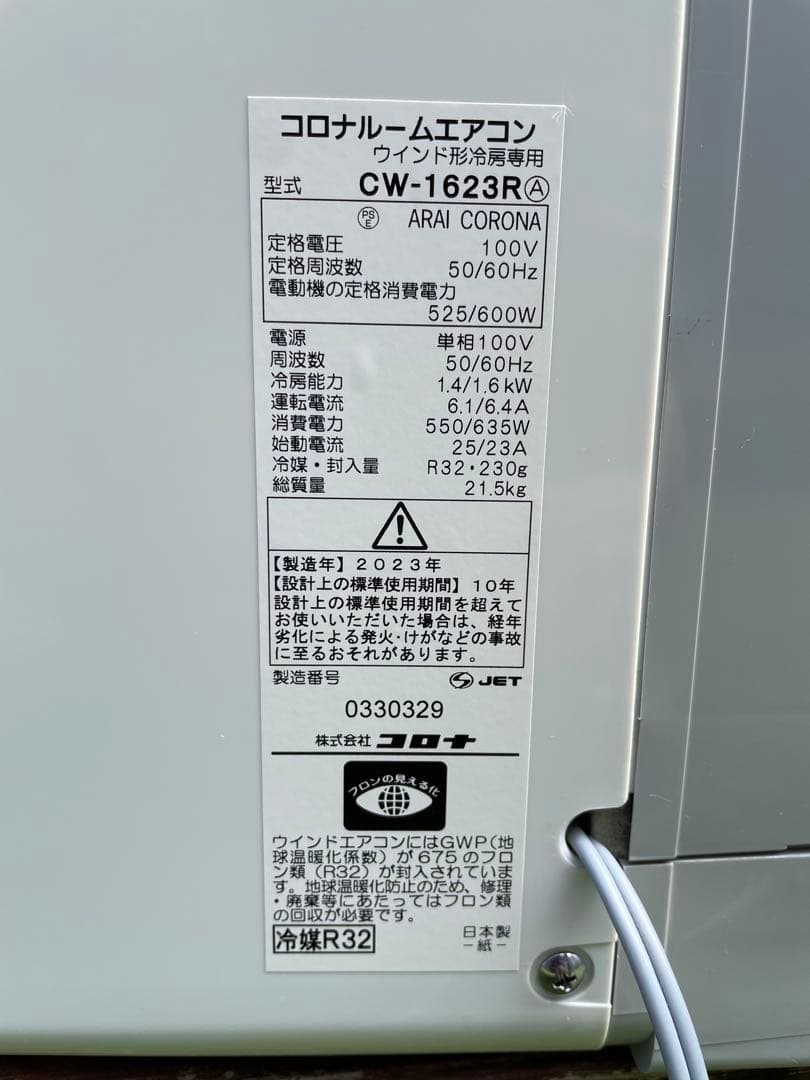 コロナルームエアコン
ウインド形冷房専用
型式 CW-1623RⒶ
PSE ARAI CORONA
定格電圧 100V
定格周波数 50/60Hz
電動機の定格消費電力
525/600W
電源 単相100V
周波数 50/60Hz
冷房能力 1.4/1.6kW
運転電流 6.1/6.4A
消費電力 550/635W
始動電流 25/23A
冷媒・封入量 R32・230g
総質量 21.5kg
【製造年】2023年
【設計上の標準使用期間】10年
設計上の標準使用期間を超えて
お使いいただいた場合は、経年
劣化による発火・けがなどの事故
に至るおそれがあります。
製造番号 JET
0330329
株式会社 コロナ
フロンの見える化
ウインドエアコンにはGWP(地
球温暖化係数)が675のフロ
ン類(R32)が封入されていま
す。地球温暖化防止のため、修理
・廃棄等にあたってはフロン類
の回収が必要です。
冷媒R32 日本製
-紙-